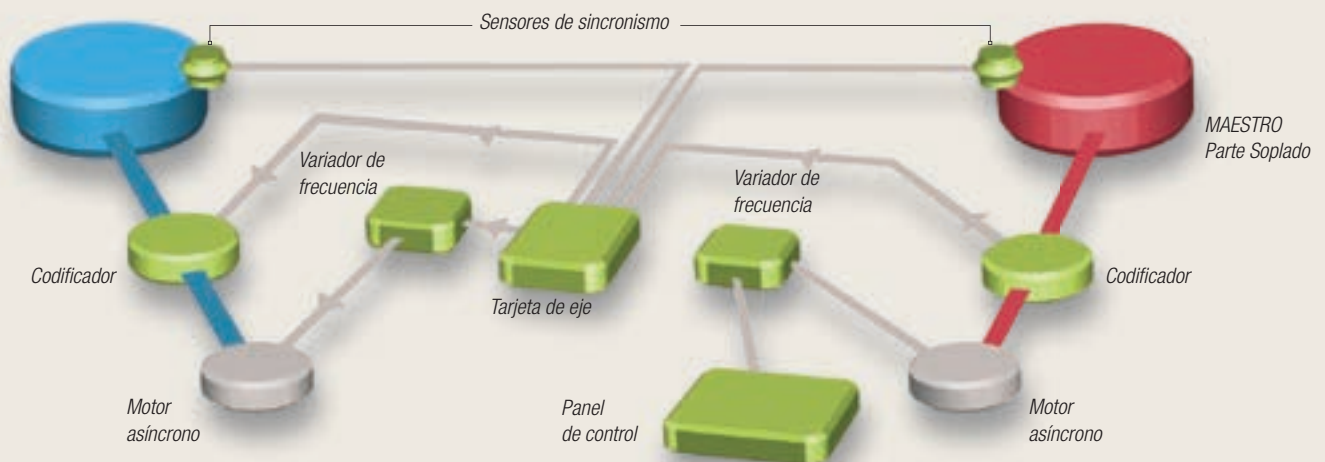 Sensores de sincronismo
MAESTRO
Parte Soplado
Variador de
frecuencia
Variador de
frecuencia
Codificador
Codificador
Tarjeta de eje
Motor
asíncrono
Panel
de control
Motor
asíncrono